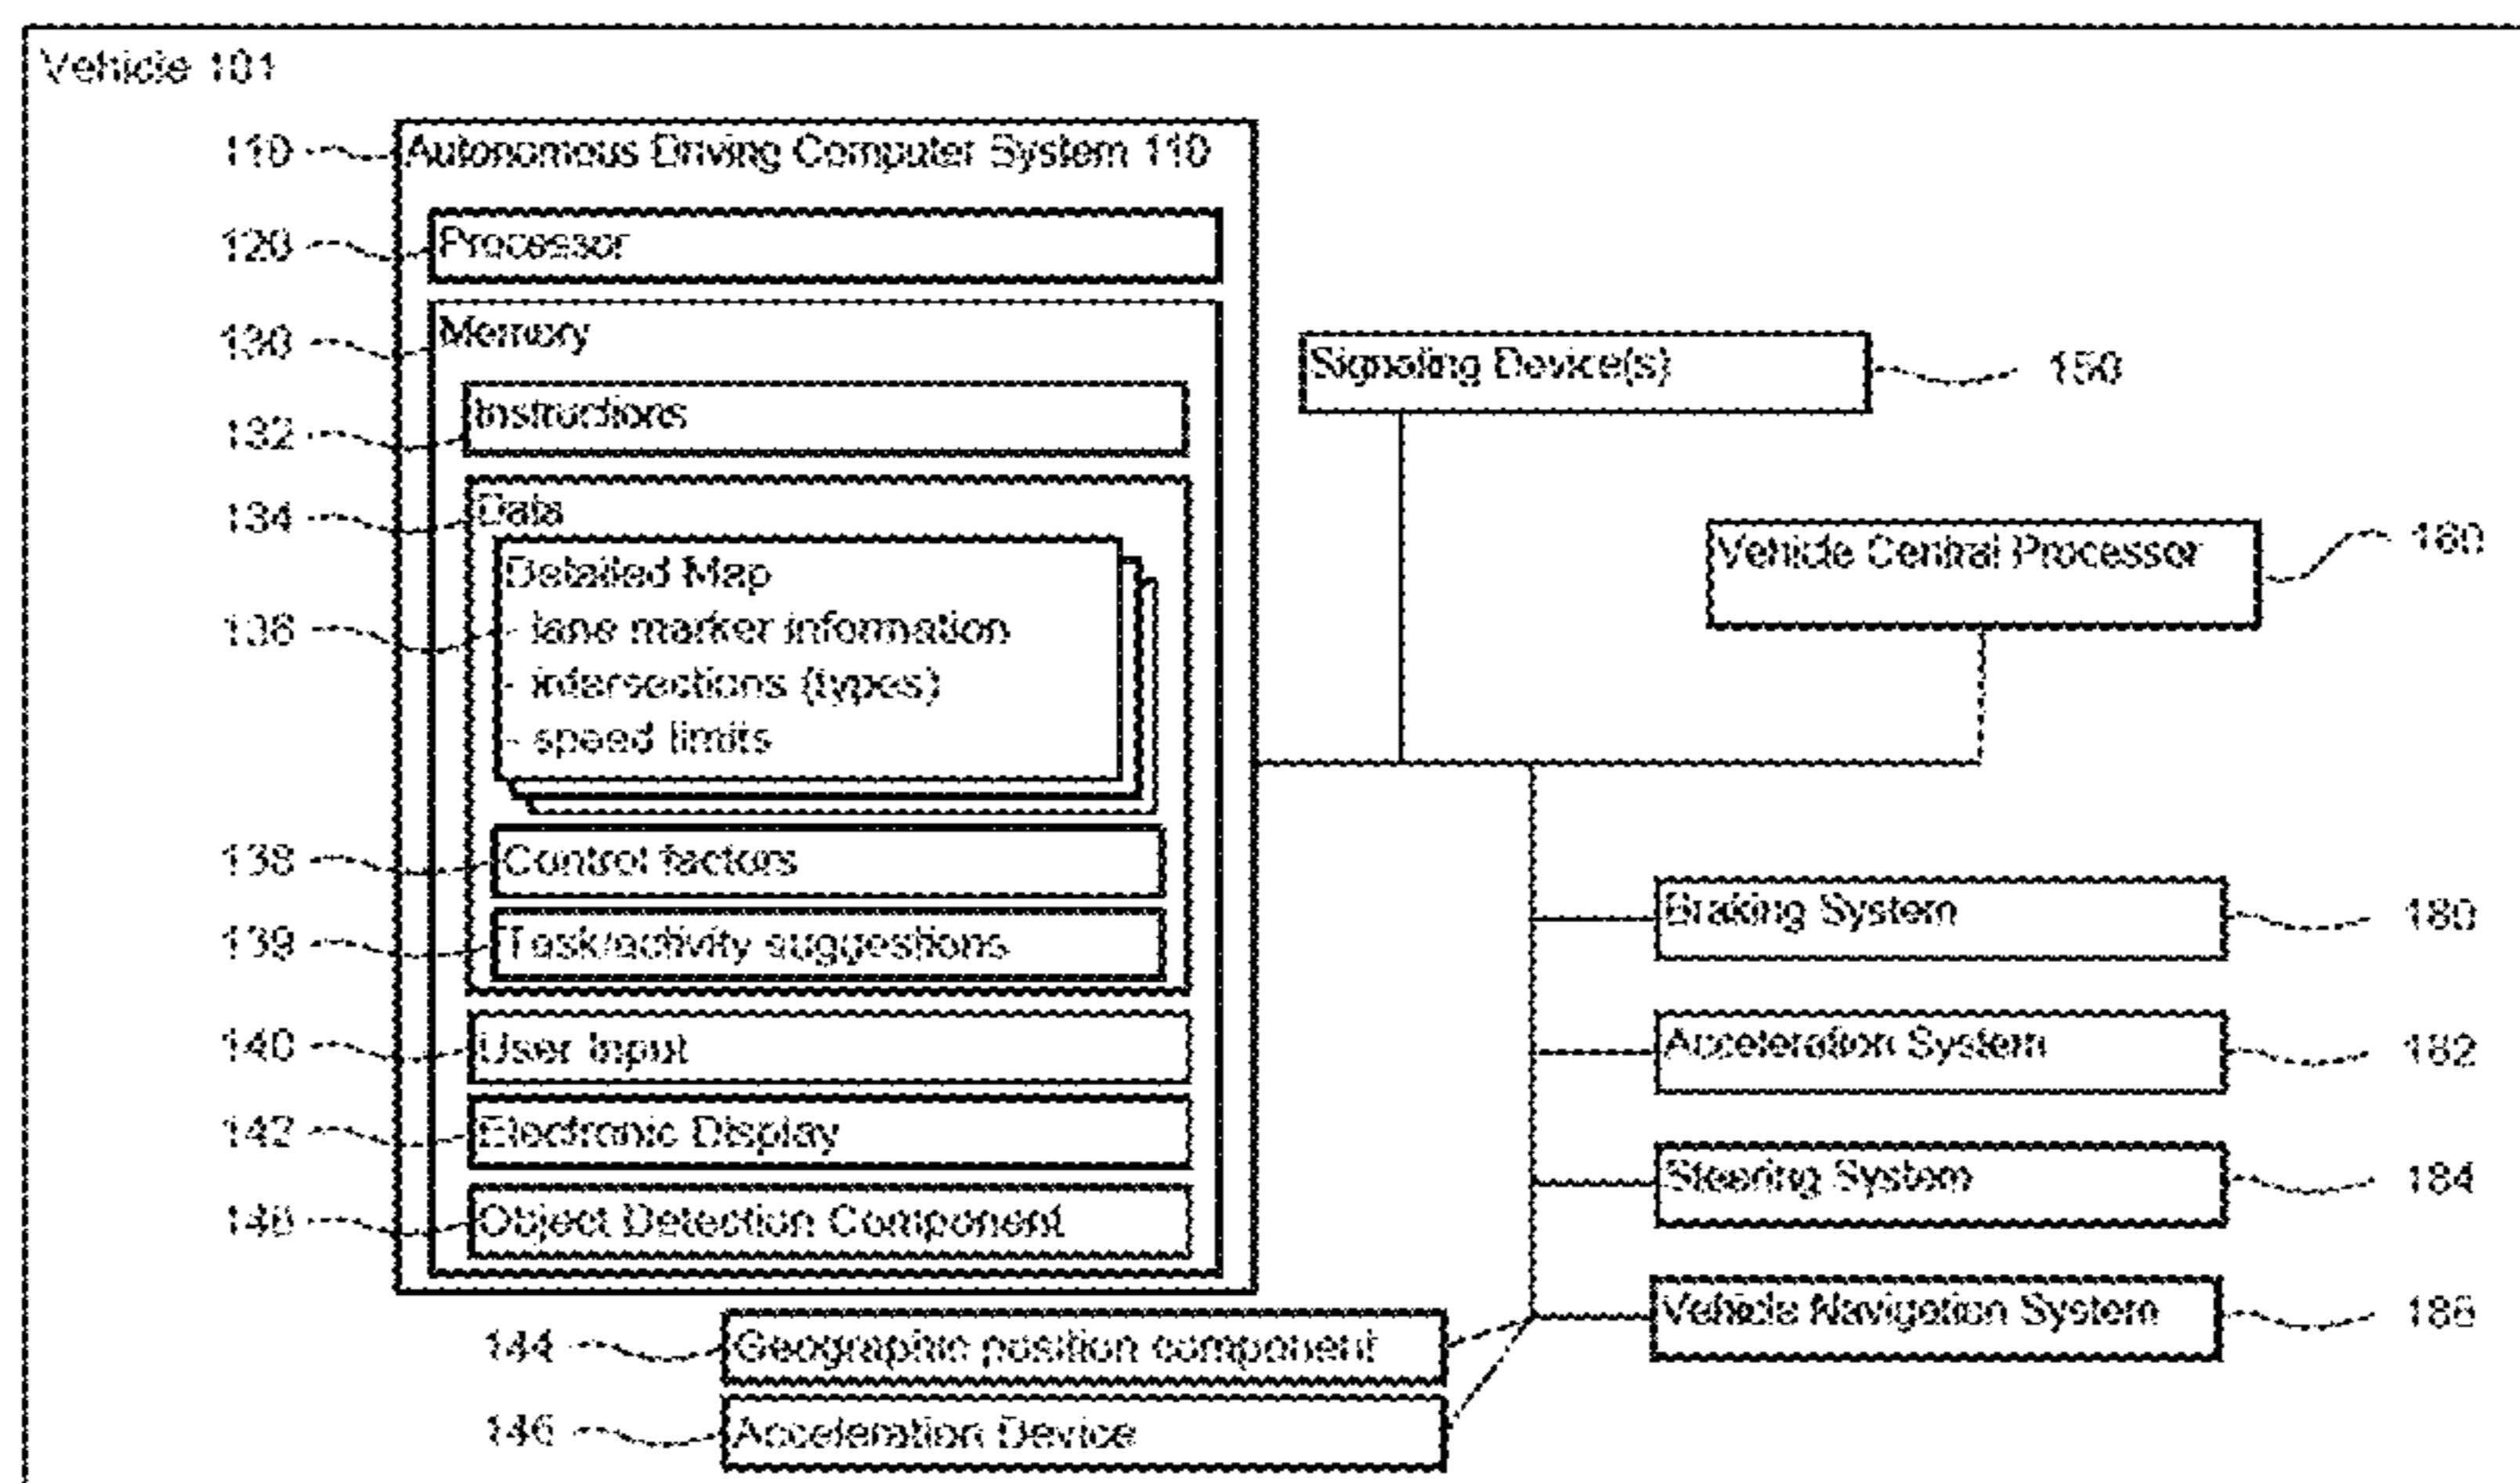 Vehicle 101
110 Autonomous Driving Computer System 110
120 Processor
130 Memory
132 Instructions
134 Data
136 Detailed Map
- lane marker information
- intersections (types)
- speed limits
138 Control factors
139 Task/activity suggestions
140 User Input
142 Electronic Display
Object Detection Component
144 Geographic position component
146 Acceleration Device
Signaling Device(s) 150
Vehicle Central Processor
Braking System 180
Acceleration System 182
Steering System 184
Vehicle Navigation System